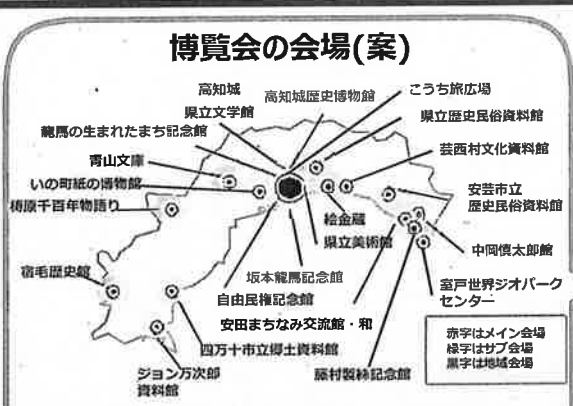 博覧会の会場(案)
高知城
県立文学館
高知城歴史博物館
こうち旅広場
県立歴史民俗資料館
龍馬の生まれたまち記念館
芸西村文化資料館
青山文庫
いの町紙の博物館
安芸市立
歴史民俗資料館
梼原千百年物語り
絵金蔵
県立美術館
中岡慎太郎館
宿毛歴史館
坂本龍馬記念館
自由民権記念館
室戸世界ジオパーク
センター
安田まちなみ交流館・和
四万十市立郷土資料館
藤村製絲記念館
ジョン万次郎
資料館
赤字はメイン会場
緑字はサブ会場
黒字は地域会場